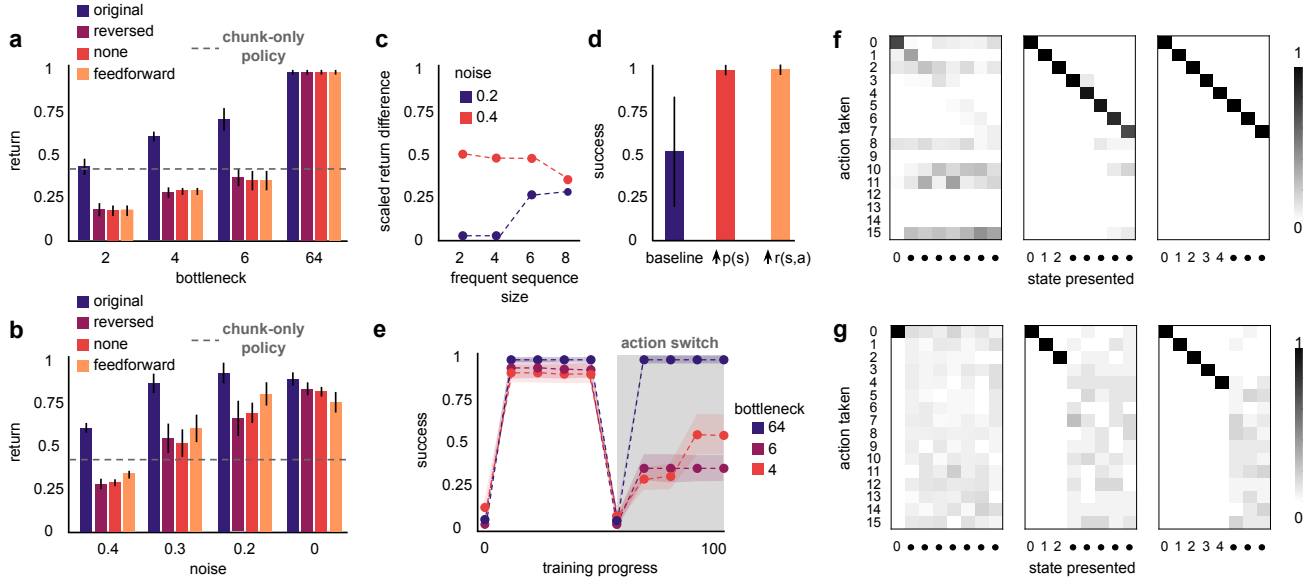 a
original
reversed
none
feedforward
chunk-only
policy
return
1
0.75
0.5
0.25
0
2 4 6 64
bottleneck
b
original
reversed
none
feedforward
chunk-only
policy
return
1
0.75
0.5
0.25
0
0.4 0.3 0.2 0
noise
c
noise
0.2
0.4
scaled return difference
1
0.75
0.5
0.25
0
2 4 6 8
frequent sequence
size
d
success
1
0.75
0.5
0.25
0
baseline p(s) r(s,a)
e
action switch
success
1
0.75
0.5
0.25
0
0 100
training progress
bottleneck
64
6
4
f
action taken
0
1
2
3
4
5
6
7
8
9
10
11
12
13
14
15
0 0 1 2 0 1 2 3 4
state presented
1
0
g
action taken
0
1
2
3
4
5
6
7
8
9
10
11
12
13
14
15
0 1 2 0 1 2 3 4
state presented
1
0